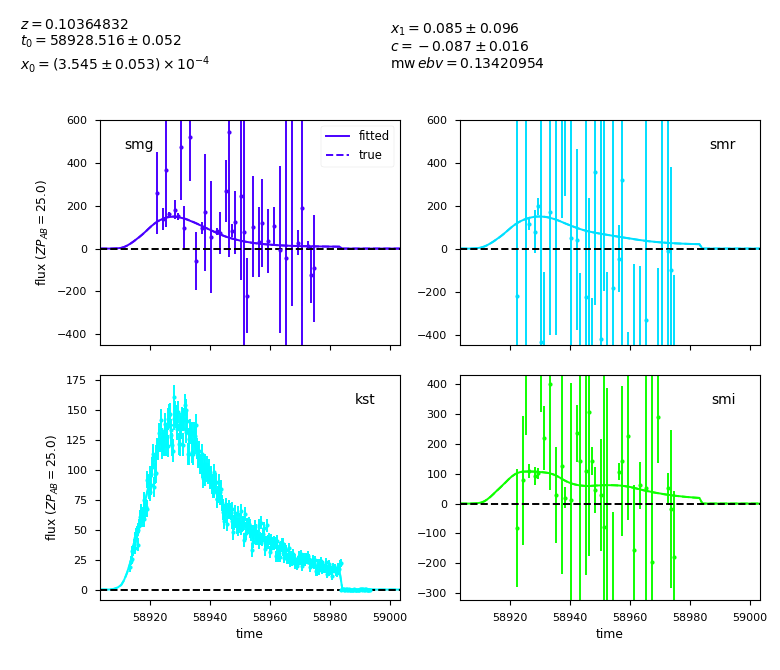 z = 0.10364832
t₀ = 58928.516 ± 0.052
x₀ = (3.545 ± 0.053) × 10⁻⁴
x₁ = 0.085 ± 0.096
c = −0.087 ± 0.016
mw ebv = 0.13420954
600
400
200
0
−200
−400
flux (ZP_AB = 25.0)
smg
fitted
true
600
400
200
0
−200
−400
smr
175
150
125
100
75
50
25
0
flux (ZP_AB = 25.0)
kst
58920 58940 58960 58980 59000
time
400
300
200
100
0
−100
−200
−300
smi
58920 58940 58960 58980 59000
time